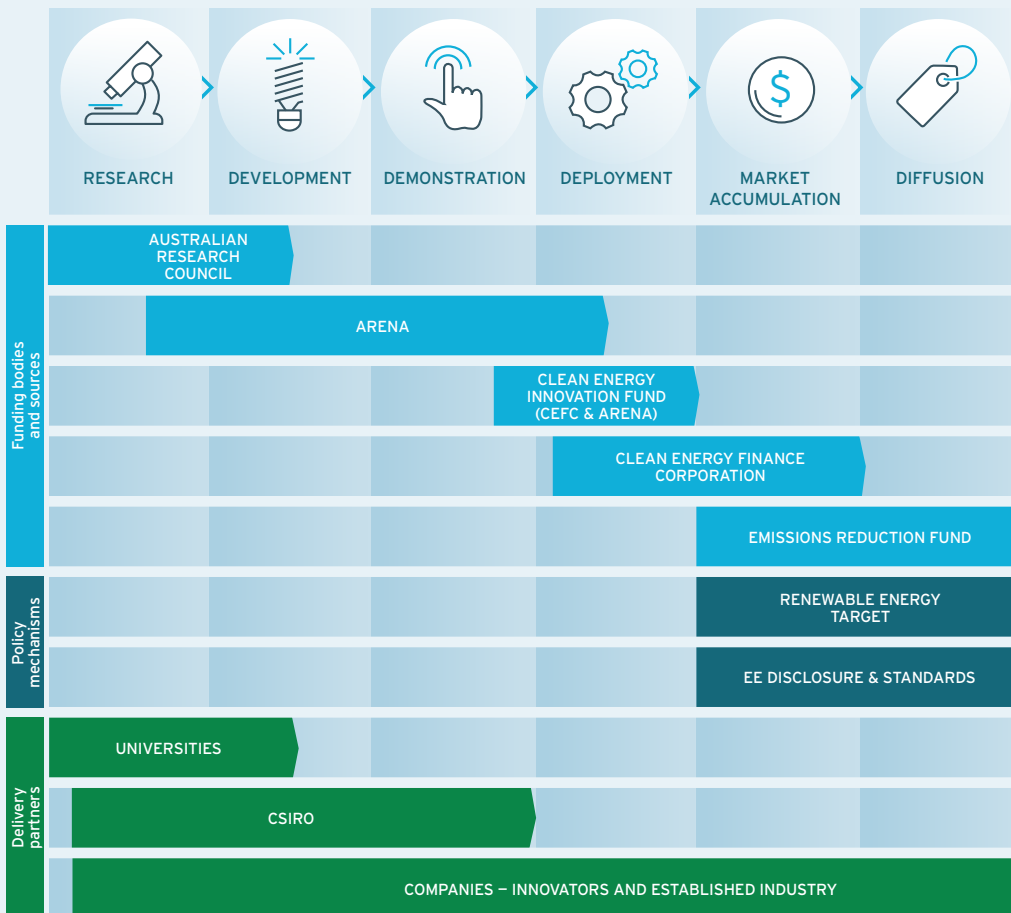 RESEARCH
DEVELOPMENT
DEMONSTRATION
DEPLOYMENT
MARKET
ACCUMULATION
DIFFUSION
$
Funding bodies
and sources
AUSTRALIAN
RESEARCH
COUNCIL
ARENA
CLEAN ENERGY
INNOVATION FUND
(CEFC & ARENA)
CLEAN ENERGY FINANCE
CORPORATION
EMISSIONS REDUCTION FUND
Policy
mechanisms
RENEWABLE ENERGY
TARGET
EE DISCLOSURE & STANDARDS
Delivery
partners
UNIVERSITIES
CSIRO
COMPANIES – INNOVATORS AND ESTABLISHED INDUSTRY